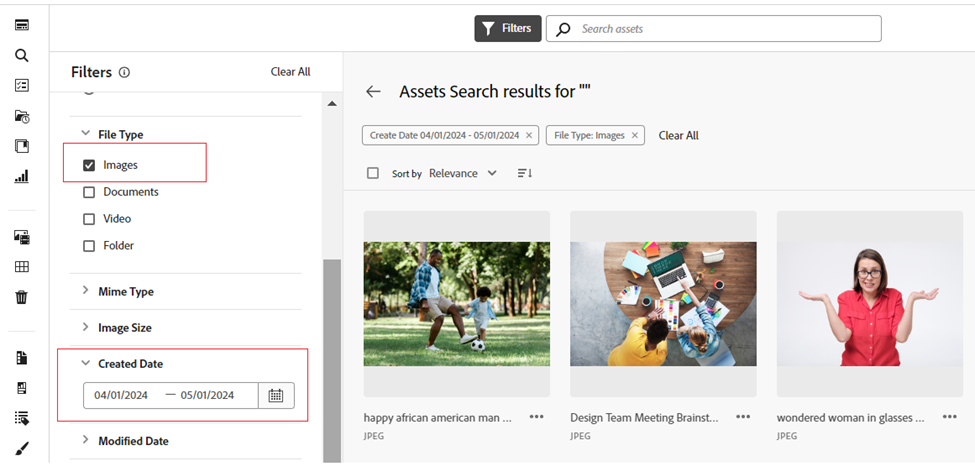 Filters
Search assets
Filters
Clear All
File Type
Images
Documents
Video
Folder
Mime Type
Image Size
Created Date
04/01/2024 — 05/01/2024
Modified Date
Assets Search results for ""
Create Date 04/01/2024 - 05/01/2024 ×
File Type: Images ×
Clear All
Sort by Relevance
happy african american man ...
JPEG
Design Team Meeting Brainst...
JPEG
wondered woman in glasses ...
JPEG